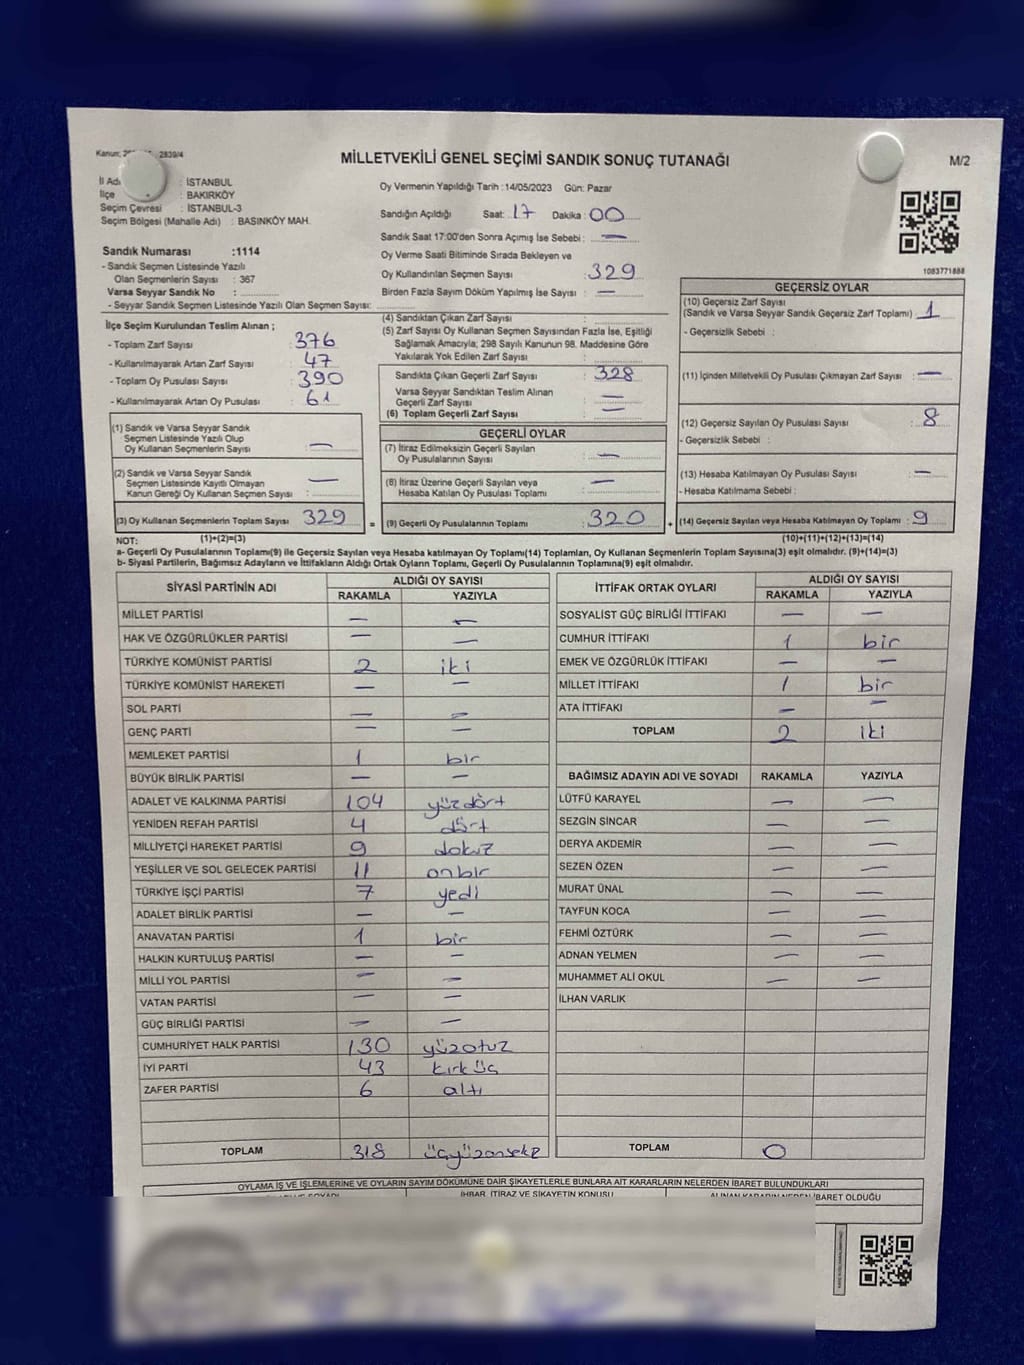 2839/4
MİLLETVEKİLİ GENEL SEÇİMİ SANDIK SONUÇ TUTANAĞI
M/2
İl Adı : İSTANBUL
İlçe : BAKIRKÖY
Seçim Çevresi : İSTANBUL-3
Seçim Bölgesi (Mahalle Adı) : BASINKÖY MAH.
Oy Vermenin Yapıldığı Tarih :14/05/2023 Gün: Pazar
Sandığın Açıldığı Saat: 17 Dakika : 00
Sandık Saat 17:00'den Sonra Açımış İse Sebebi : —
Sandık Numarası :1114
- Sandık Seçmen Listesinde Yazılı
Olan Seçmenlerin Sayısı : 367
Varsa Seyyar Sandık No :
- Seyyar Sandık Seçmen Listesinde Yazılı Olan Seçmen Sayısı:
Oy Verme Saati Bitiminde Sırada Bekleyen ve
Oy Kullandırılan Seçmen Sayısı : 329
Birden Fazla Sayım Döküm Yapılmış İse Sayısı : —
1083771888
İlçe Seçim Kurulundan Teslim Alınan ;
- Toplam Zarf Sayısı : 376
- Kullanılmayarak Artan Zarf Sayısı : 47
- Toplam Oy Pusulası Sayısı : 390
- Kullanılmayarak Artan Oy Pusulası : 61
(4) Sandıktan Çıkan Zarf Sayısı :
(5) Zarf Sayısı Oy Kullanan Seçmen Sayısından Fazla İse, Eşitliği
Sağlamak Amacıyla; 298 Sayılı Kanunun 98. Maddesine Göre
Yakılarak Yok Edilen Zarf Sayısı :
Sandıkta Çıkan Geçerli Zarf Sayısı : 328
Varsa Seyyar Sandıktan Teslim Alınan
Geçerli Zarf Sayısı : —
(6) Toplam Geçerli Zarf Sayısı : —
GEÇERSİZ OYLAR
(10) Geçersiz Zarf Sayısı
(Sandık ve Varsa Seyyar Sandık Geçersiz Zarf Toplamı) : 1
- Geçersizlik Sebebi :
(11) İçinden Milletvekili Oy Pusulası Çıkmayan Zarf Sayısı : —
(12) Geçersiz Sayılan Oy Pusulası Sayısı : 8
- Geçersizlik Sebebi :
(13) Hesaba Katılmayan Oy Pusulası Sayısı : —
- Hesaba Katılmama Sebebi :
(1) Sandık ve Varsa Seyyar Sandık
Seçmen Listesinde Yazılı Olup
Oy Kullanan Seçmenlerin Sayısı : —
(2) Sandık ve Varsa Seyyar Sandık
Seçmen Listesinde Kayıtlı Olmayan
Kanun Gereği Oy Kullanan Seçmen Sayısı : —
GEÇERLİ OYLAR
(7) İtiraz Edilmeksizin Geçerli Sayılan
Oy Pusulalarının Sayısı : —
(8) İtiraz Üzerine Geçerli Sayılan veya
Hesaba Katılan Oy Pusulası Toplamı : —
(3) Oy Kullanan Seçmenlerin Toplam Sayısı : 329 = (9) Geçerli Oy Pusulalarının Toplamı : 320 + (14) Geçersiz Sayılan veya Hesaba Katılmayan Oy Toplamı : 9
NOT: (1)+(2)=(3) (10)+(11)+(12)+(13)=(14)
a- Geçerli Oy Pusulalarının Toplamı(9) ile Geçersiz Sayılan veya Hesaba katılmayan Oy Toplamı(14) Toplamları, Oy Kullanan Seçmenlerin Toplam Sayısına(3) eşit olmalıdır. (9)+(14)=(3)
b- Siyasi Partilerin, Bağımsız Adayların ve İttifakların Aldığı Ortak Oyların Toplamı, Geçerli Oy Pusulalarının Toplamına(9) eşit olmalıdır.
SİYASİ PARTİNİN ADI ALDIĞI OY SAYISI
RAKAMLA YAZIYLA
MİLLET PARTİSİ — —
HAK VE ÖZGÜRLÜKLER PARTİSİ — —
TÜRKİYE KOMÜNİST PARTİSİ 2 iki
TÜRKİYE KOMÜNİST HAREKETİ — —
SOL PARTİ — —
GENÇ PARTİ — —
MEMLEKET PARTİSİ 1 bir
BÜYÜK BİRLİK PARTİSİ — —
ADALET VE KALKINMA PARTİSİ 104 yüzdört
YENİDEN REFAH PARTİSİ 4 dört
MİLLİYETÇİ HAREKET PARTİSİ 9 dokuz
YEŞİLLER VE SOL GELECEK PARTİSİ 11 onbir
TÜRKİYE İŞÇİ PARTİSİ 7 yedi
ADALET BİRLİK PARTİSİ — —
ANAVATAN PARTİSİ 1 bir
HALKIN KURTULUŞ PARTİSİ — —
MİLLİ YOL PARTİSİ — —
VATAN PARTİSİ — —
GÜÇ BİRLİĞİ PARTİSİ — —
CUMHURİYET HALK PARTİSİ 130 yüzotuz
İYİ PARTİ 43 kırküç
ZAFER PARTİSİ 6 altı
TOPLAM 318 üçyüzonsekiz
İTTİFAK ORTAK OYLARI ALDIĞI OY SAYISI
RAKAMLA YAZIYLA
SOSYALİST GÜÇ BİRLİĞİ İTTİFAKI — —
CUMHUR İTTİFAKI 1 bir
EMEK VE ÖZGÜRLÜK İTTİFAKI — —
MİLLET İTTİFAKI 1 bir
ATA İTTİFAKI — —
TOPLAM 2 iki
BAĞIMSIZ ADAYIN ADI VE SOYADI RAKAMLA YAZIYLA
LÜTFÜ KARAYEL — —
SEZGİN SİNCAR — —
DERYA AKDEMİR — —
SEZEN ÖZEN — —
MURAT ÜNAL — —
TAYFUN KOCA — —
FEHMİ ÖZTÜRK — —
ADNAN YELMEN — —
MUHAMMET ALİ OKUL — —
İLHAN VARLIK
TOPLAM 0
OYLAMA İŞ VE İŞLEMLERİNE VE OYLARIN SAYIM DÖKÜMÜNE DAİR ŞİKAYETLERLE BUNLARA AİT KARARLARIN NELERDEN İBARET BULUNDUKLARI
İHBAR, İTİRAZ VE ŞİKAYETİN KONUSU ALINAN KARARIN NEDEN İBARET OLDUĞU